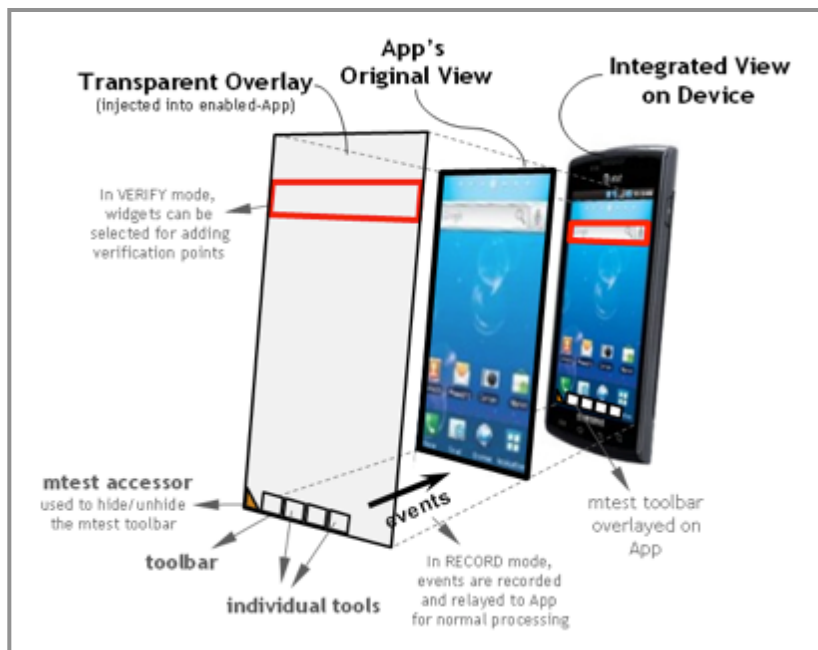 App's
Original View
Transparent Overlay
(injected into enabled-App)
Integrated View
on Device
In VERIFY mode,
widgets can be
selected for adding
verification points
mtest accessor
used to hide/unhide
the mtest toolbar
toolbar
individual tools
events
In RECORD mode,
events are recorded
and relayed to App
for normal processing
mtest toolbar
overlayed on
App